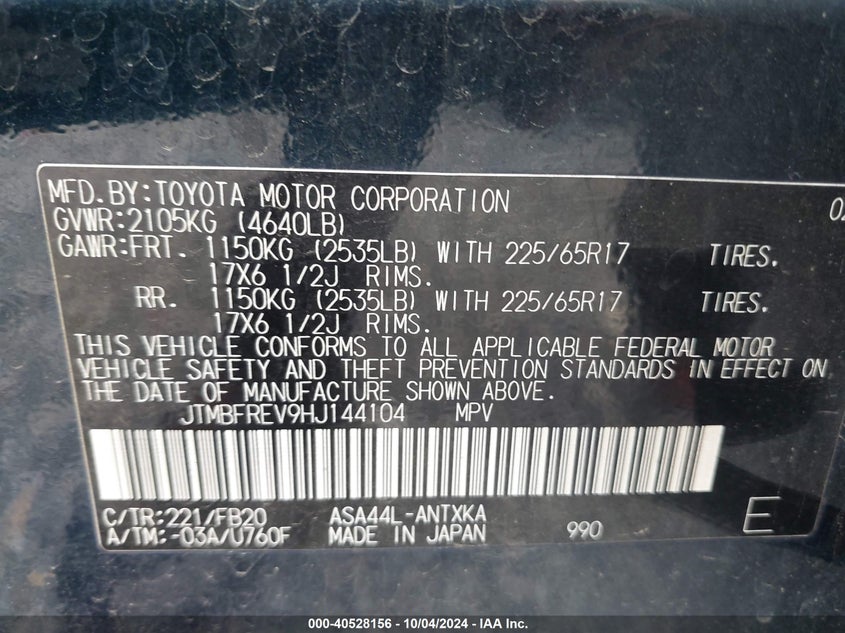 MFD.BY:TOYOTA MOTOR CORPORATION 02
GVWR:2105KG (4640LB)
GAWR:FRT. 1150KG (2535LB) WITH 225/65R17 TIRES.
17X6 1/2J RIMS.
RR. 1150KG (2535LB) WITH 225/65R17 TIRES.
17X6 1/2J RIMS.
THIS VEHICLE CONFORMS TO ALL APPLICABLE FEDERAL MOTOR
VEHICLE SAFETY AND THEFT PREVENTION STANDARDS IN EFFECT ON
THE DATE OF MANUFACTURE SHOWN ABOVE.
JTMBFREV9HJ144104 MPV
C/TR:221/FB20 ASA44L-ANTXKA
A/TM:-03A/U760F MADE IN JAPAN 990 E
000-40528156 - 10/04/2024 - IAA Inc.